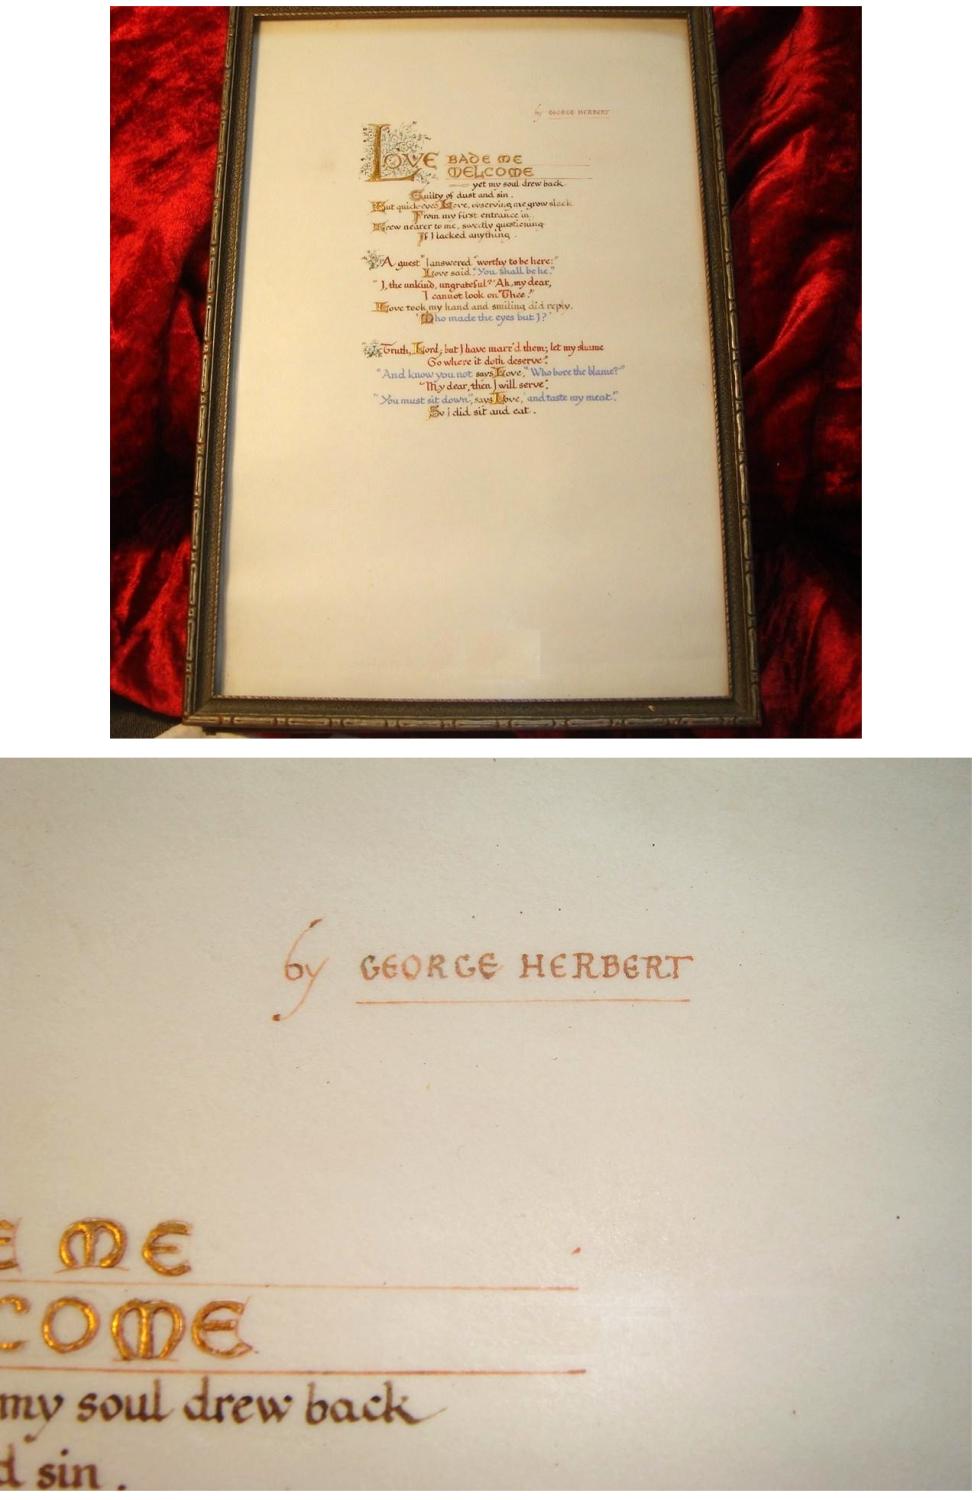 by GEORGE HERBERT
LOVE BADE ME
WELCOME
yet my soul drew back
Guilty of dust and sin.
But quick-eyed Love, observing me grow slack
From my first entrance in,
Drew nearer to me, sweetly questioning
If I lacked anything.
"A guest" I answered "worthy to be here:"
Love said. "You shall be he."
"I, the unkind, ungrateful? Ah, my dear,
I cannot look on Thee."
Love took my hand and smiling did reply.
"Who made the eyes but I?"
"Truth, Lord; but I have marr'd them; let my shame
Go where it doth deserve."
"And know you not" says Love, "Who bore the blame?"
"My dear, then I will serve."
"You must sit down", says Love, "and taste my meat."
So I did sit and eat.
by GEORGE HERBERT
E ME
COME
my soul drew back
d sin.